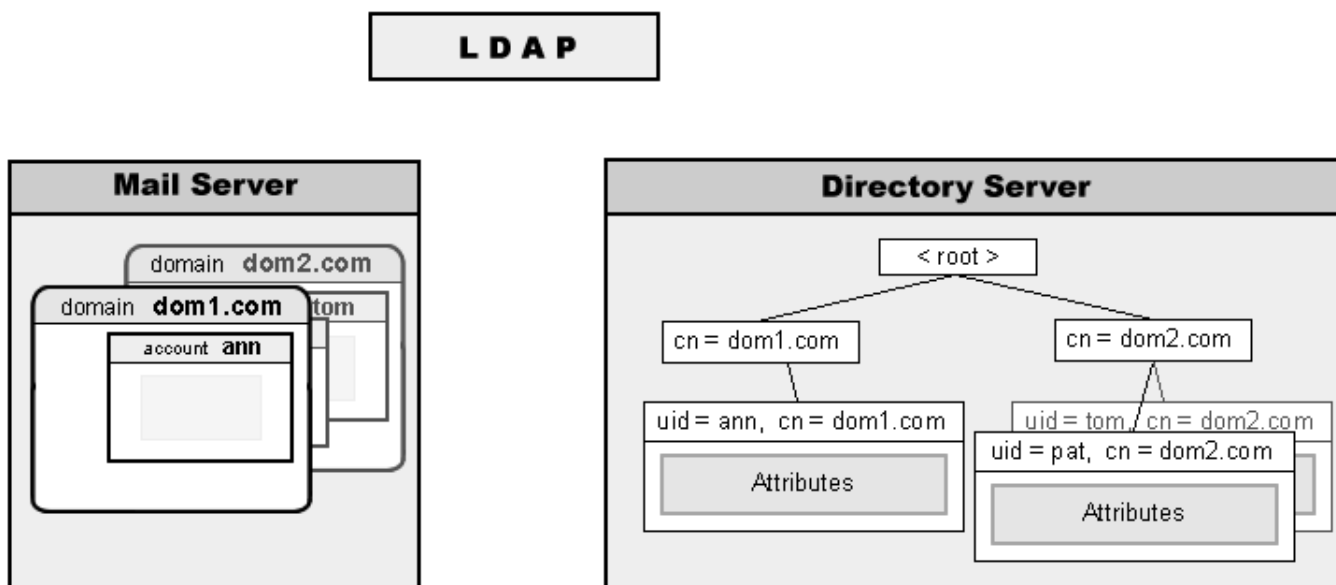 L D A P
Mail Server
domain dom2.com
tom
domain dom1.com
account ann
Directory Server
< root >
cn = dom1.com
cn = dom2.com
uid = ann, cn = dom1.com
Attributes
uid = tom, cn = dom2.com
uid = pat, cn = dom2.com
Attributes